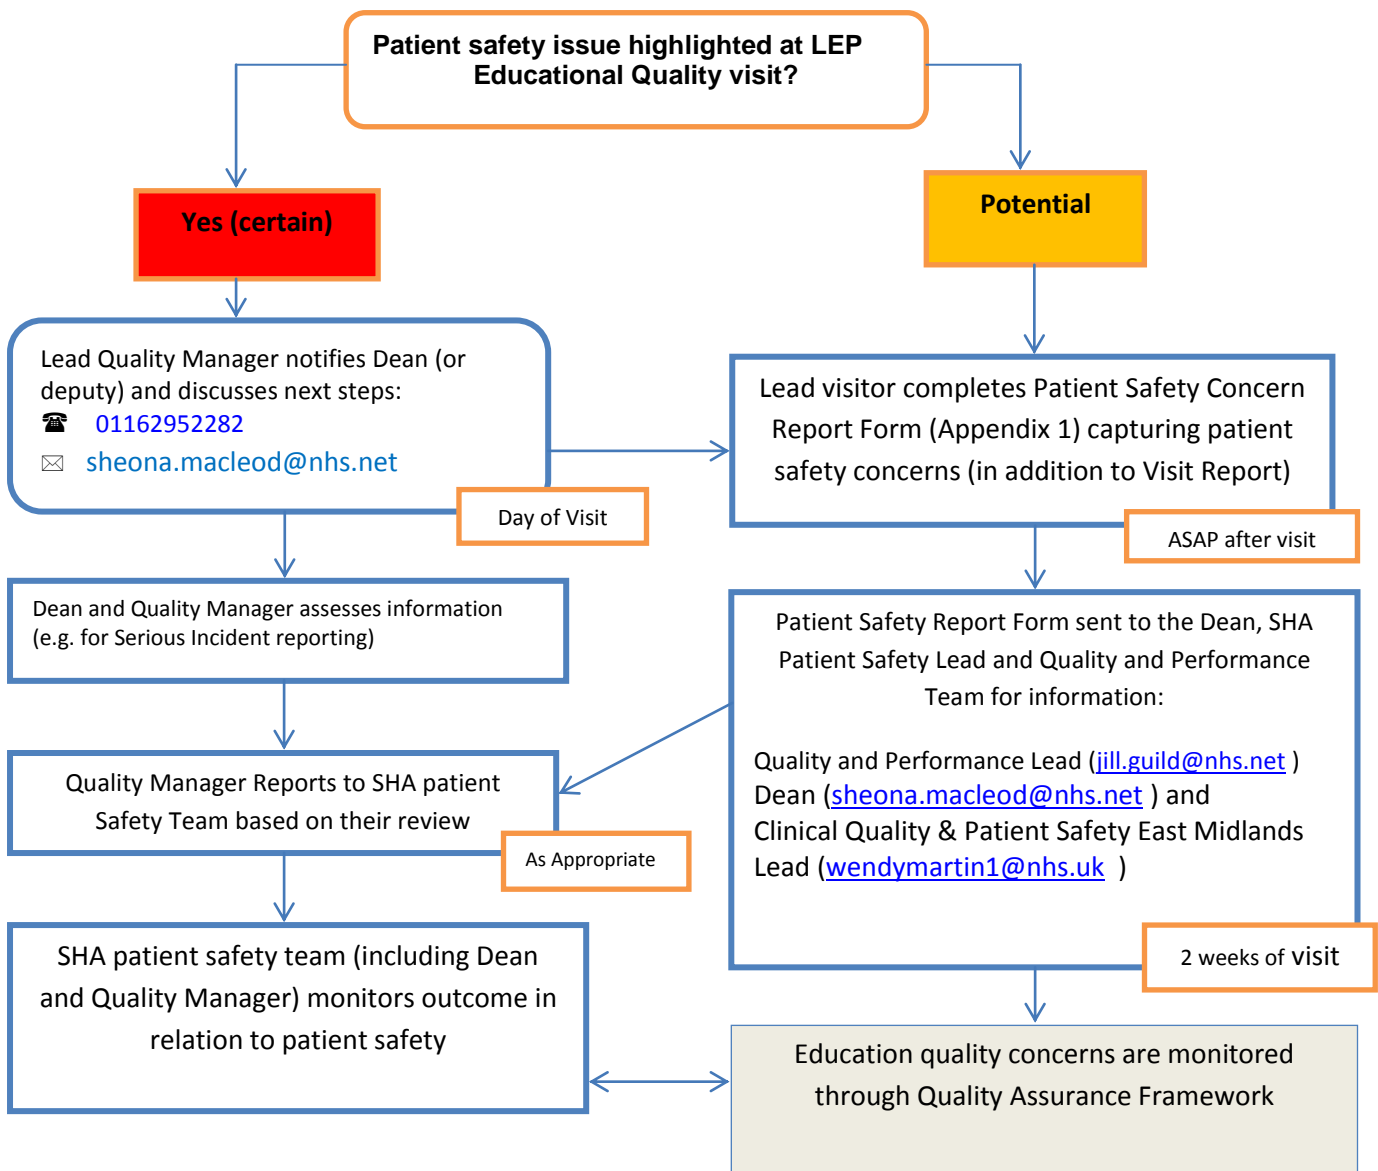 Patient safety issue highlighted at LEP
Educational Quality visit?
Yes (certain)
Potential
Lead Quality Manager notifies Dean (or
deputy) and discusses next steps:
☎ 01162952282
✉ sheona.macleod@nhs.net
Day of Visit
Lead visitor completes Patient Safety Concern
Report Form (Appendix 1) capturing patient
safety concerns (in addition to Visit Report)
ASAP after visit
Dean and Quality Manager assesses information
(e.g. for Serious Incident reporting)
Patient Safety Report Form sent to the Dean, SHA
Patient Safety Lead and Quality and Performance
Team for information:
Quality and Performance Lead (jill.guild@nhs.net )
Dean (sheona.macleod@nhs.net ) and
Clinical Quality & Patient Safety East Midlands
Lead (wendymartin1@nhs.uk )
2 weeks of visit
Quality Manager Reports to SHA patient
Safety Team based on their review
As Appropriate
SHA patient safety team (including Dean
and Quality Manager) monitors outcome in
relation to patient safety
Education quality concerns are monitored
through Quality Assurance Framework